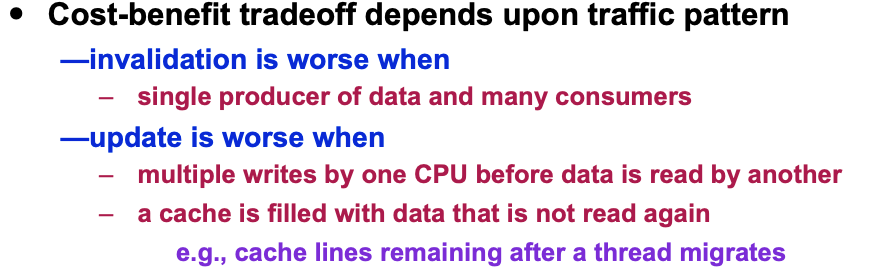 • Cost-benefit tradeoff depends upon traffic pattern
—invalidation is worse when
– single producer of data and many consumers
—update is worse when
– multiple writes by one CPU before data is read by another
– a cache is filled with data that is not read again
e.g., cache lines remaining after a thread migrates